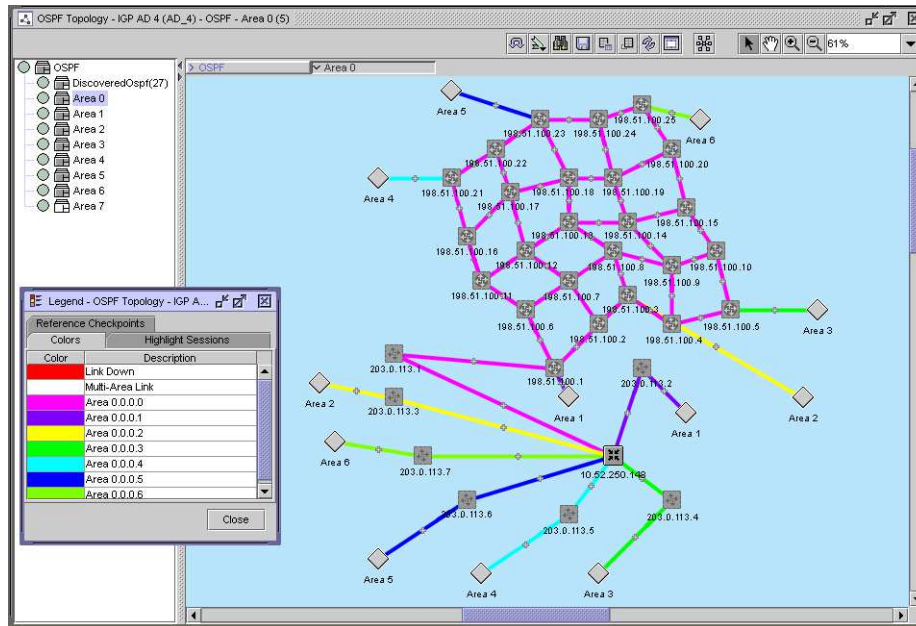 OSPF Topology - IGP AD 4 (AD_4) - OSPF - Area 0 (5)
61%
OSPF
DiscoveredOspf(27)
Area 0
Area 1
Area 2
Area 3
Area 4
Area 5
Area 6
Area 7
> OSPF
Area 0
Area 5
198.51.100.25
198.51.100.24
198.51.100.23
Area 6
198.51.100.22
198.51.100.20
Area 4
198.51.100.21
198.51.100.18
198.51.100.19
198.51.100.17
198.51.100.15
198.51.100.16
198.51.100.13
198.51.100.14
198.51.100.12
198.51.100.8
198.51.100.10
198.51.100.9
198.51.100.11
198.51.100.7
198.51.100.6
198.51.100.3
198.51.100.5
Area 3
198.51.100.2
198.51.100.4
203.0.113.1
198.51.100.1
203.0.113.2
Area 2
203.0.113.3
Area 1
Area 1
Area 2
Area 6
203.0.113.7
10.52.250.148
203.0.113.6
203.0.113.5
203.0.113.4
Area 5
Area 4
Area 3
Legend - OSPF Topology - IGP A...
Reference Checkpoints
Colors
Highlight Sessions
Color
Description
Link Down
Multi-Area Link
Area 0.0.0.0
Area 0.0.0.1
Area 0.0.0.2
Area 0.0.0.3
Area 0.0.0.4
Area 0.0.0.5
Area 0.0.0.6
Close